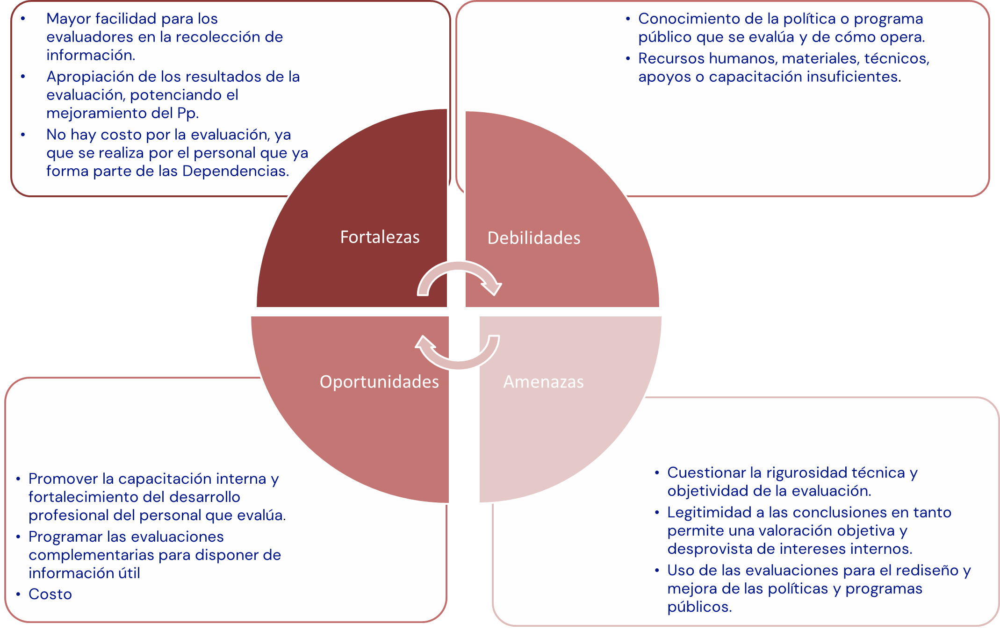 • Mayor facilidad para los
evaluadores en la recolección de
información.
• Apropiación de los resultados de la
evaluación, potenciando el
mejoramiento del Pp.
• No hay costo por la evaluación, ya
que se realiza por el personal que ya
forma parte de las Dependencias.
• Conocimiento de la política o programa
público que se evalúa y de cómo opera.
• Recursos humanos, materiales, técnicos,
apoyos o capacitación insuficientes.
Fortalezas
Debilidades
Oportunidades
Amenazas
• Promover la capacitación interna y
fortalecimiento del desarrollo
profesional del personal que evalúa.
• Programar las evaluaciones
complementarias para disponer de
información útil
• Costo
• Cuestionar la rigurosidad técnica y
objetividad de la evaluación.
• Legitimidad a las conclusiones en tanto
permite una valoración objetiva y
desprovista de intereses internos.
• Uso de las evaluaciones para el rediseño y
mejora de las políticas y programas
públicos.